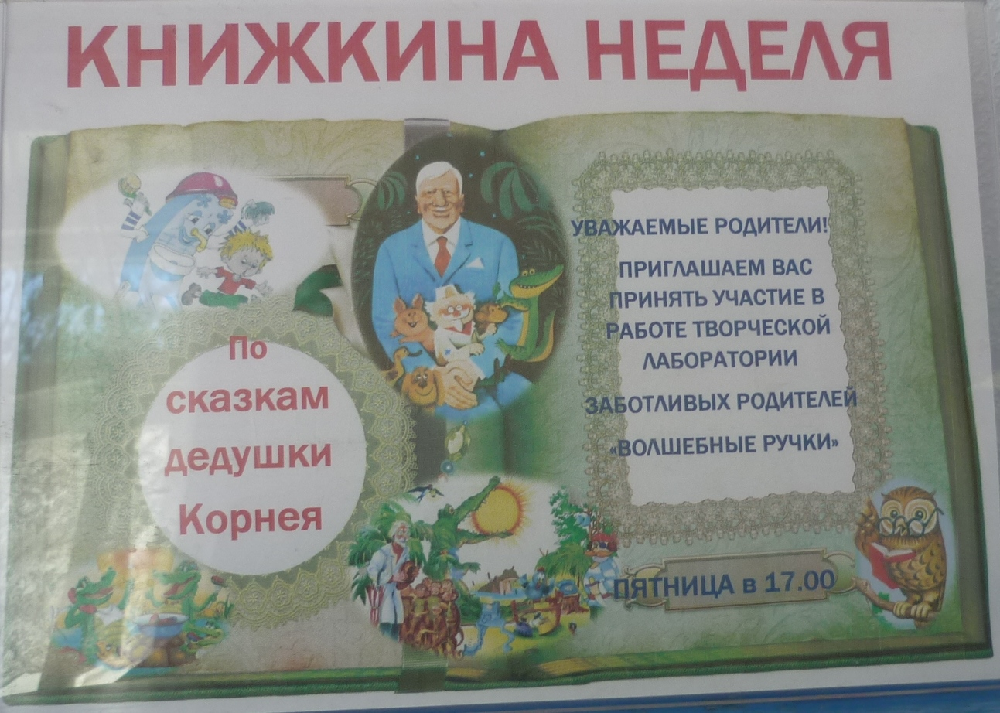 КНИЖКИНА НЕДЕЛЯ
По
сказкам
дедушки
Корнея
УВАЖАЕМЫЕ РОДИТЕЛИ!
ПРИГЛАШАЕМ ВАС
ПРИНЯТЬ УЧАСТИЕ В
РАБОТЕ ТВОРЧЕСКОЙ
ЛАБОРАТОРИИ
ЗАБОТЛИВЫХ РОДИТЕЛЕЙ
«ВОЛШЕБНЫЕ РУЧКИ»
ПЯТНИЦА в 17.00